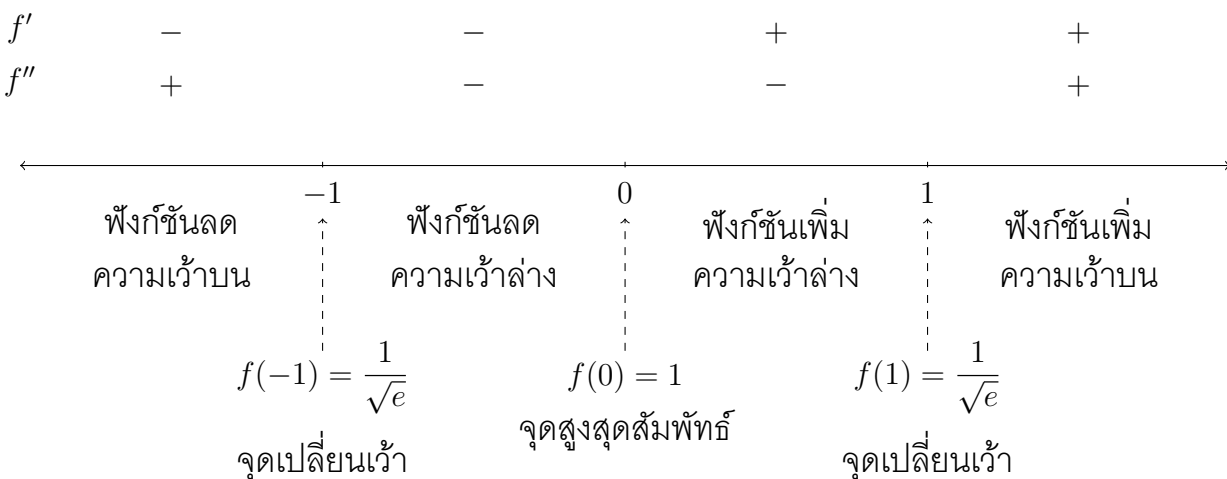 f′ − − + +
f″ + − − +
−1 0 1
ฟังก์ชันลด ฟังก์ชันลด ฟังก์ชันเพิ่ม ฟังก์ชันเพิ่ม
ความเว้าบน ความเว้าล่าง ความเว้าล่าง ความเว้าบน
f(−1) = 1/√e f(0) = 1 f(1) = 1/√e
จุดเปลี่ยนเว้า จุดสูงสุดสัมพัทธ์ จุดเปลี่ยนเว้า